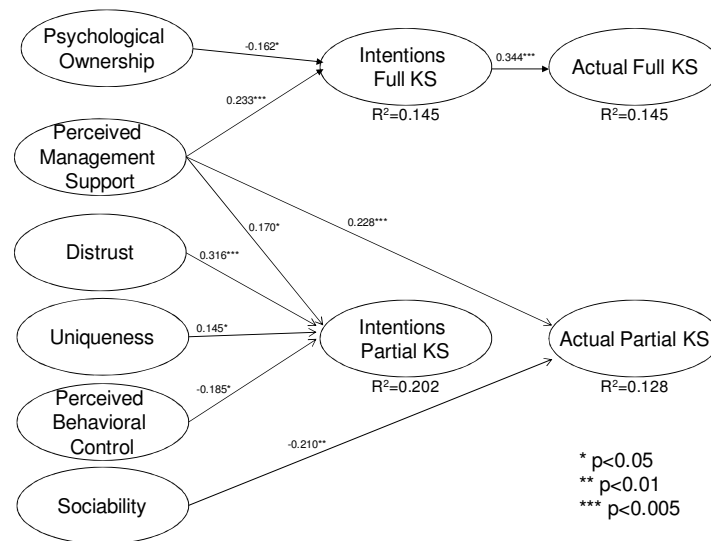 Psychological
Ownership
-0.162*
Intentions
Full KS
0.344***
Actual Full KS
0.233***
R²=0.145
R²=0.145
Perceived
Management
Support
0.170*
0.228***
Distrust
0.316***
Uniqueness
0.145*
Intentions
Partial KS
Actual Partial KS
-0.185*
R²=0.202
R²=0.128
Perceived
Behavioral
Control
-0.210**
Sociability
* p<0.05
** p<0.01
*** p<0.005